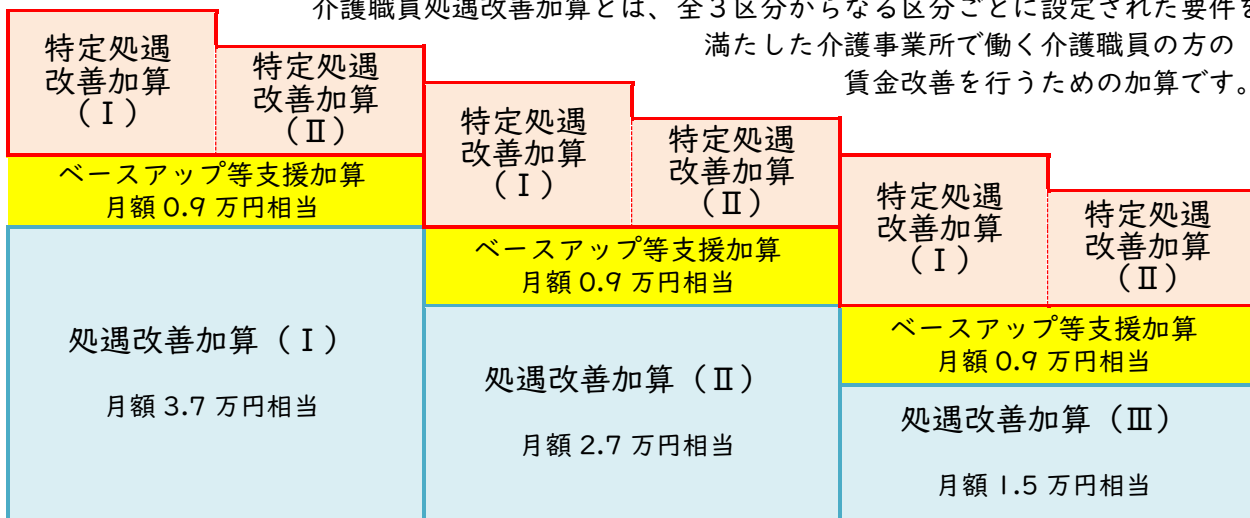 介護職員処遇改善加算とは、全３区分からなる区分ごとに設定された要件を
満たした介護事業所で働く介護職員の方の
賃金改善を行うための加算です。
特定処遇
改善加算
（Ⅰ）
特定処遇
改善加算
（Ⅱ）
ベースアップ等支援加算
月額 0.9 万円相当
処遇改善加算（Ⅰ）
月額 3.7 万円相当
特定処遇
改善加算
（Ⅰ）
特定処遇
改善加算
（Ⅱ）
ベースアップ等支援加算
月額 0.9 万円相当
処遇改善加算（Ⅱ）
月額 2.7 万円相当
特定処遇
改善加算
（Ⅰ）
特定処遇
改善加算
（Ⅱ）
ベースアップ等支援加算
月額 0.9 万円相当
処遇改善加算（Ⅲ）
月額 1.5 万円相当